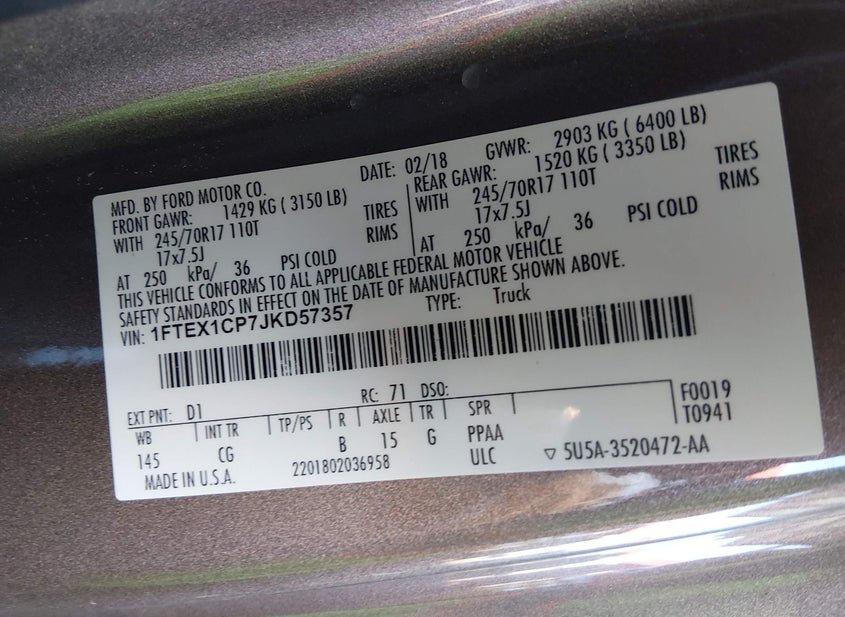 MFD. BY FORD MOTOR CO. DATE: 02/18 GVWR: 2903 KG ( 6400 LB)
FRONT GAWR: 1429 KG ( 3150 LB)
WITH 245/70R17 110T TIRES
17x7.5J RIMS
AT 250 kPa/ 36 PSI COLD
REAR GAWR: 1520 KG ( 3350 LB)
WITH 245/70R17 110T TIRES
17x7.5J RIMS
AT 250 kPa/ 36 PSI COLD
THIS VEHICLE CONFORMS TO ALL APPLICABLE FEDERAL MOTOR VEHICLE
SAFETY STANDARDS IN EFFECT ON THE DATE OF MANUFACTURE SHOWN ABOVE.
VIN: 1FTEX1CP7JKD57357 TYPE: Truck
EXT PNT: D1 RC: 71 DSO:
WB INT TR TP/PS R AXLE TR SPR F0019
T0941
145 CG B 15 G PPAA
MADE IN U.S.A. 2201802036958 ULC ▽ 5U5A-3520472-AA